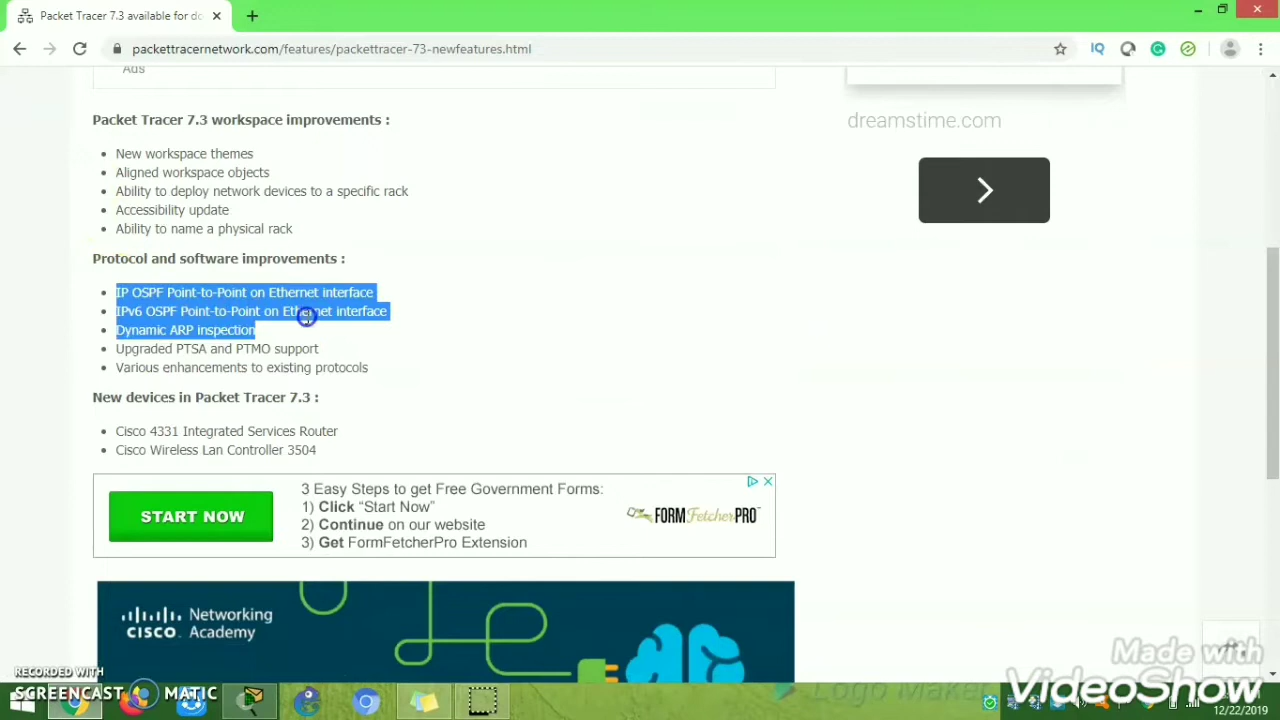 Packet Tracer 7.3 available for do
packettracernetwork.com/features/packettracer-73-newfeatures.html
IQ
Ads
dreamstime.com
Packet Tracer 7.3 workspace improvements :
New workspace themes
Aligned workspace objects
Ability to deploy network devices to a specific rack
Accessibility update
Ability to name a physical rack
Protocol and software improvements :
IP OSPF Point-to-Point on Ethernet interface
IPv6 OSPF Point-to-Point on Ethernet interface
Dynamic ARP inspection
Upgraded PTSA and PTMO support
Various enhancements to existing protocols
New devices in Packet Tracer 7.3 :
Cisco 4331 Integrated Services Router
Cisco Wireless Lan Controller 3504
START NOW
3 Easy Steps to get Free Government Forms:
1) Click “Start Now”
2) Continue on our website
3) Get FormFetcherPro Extension
FORMFetcherPRO
Networking
CISCO Academy
RECORDED WITH
SCREENCAST MATIC
Made with
VideoShow
Logo Maker
12/22/2019